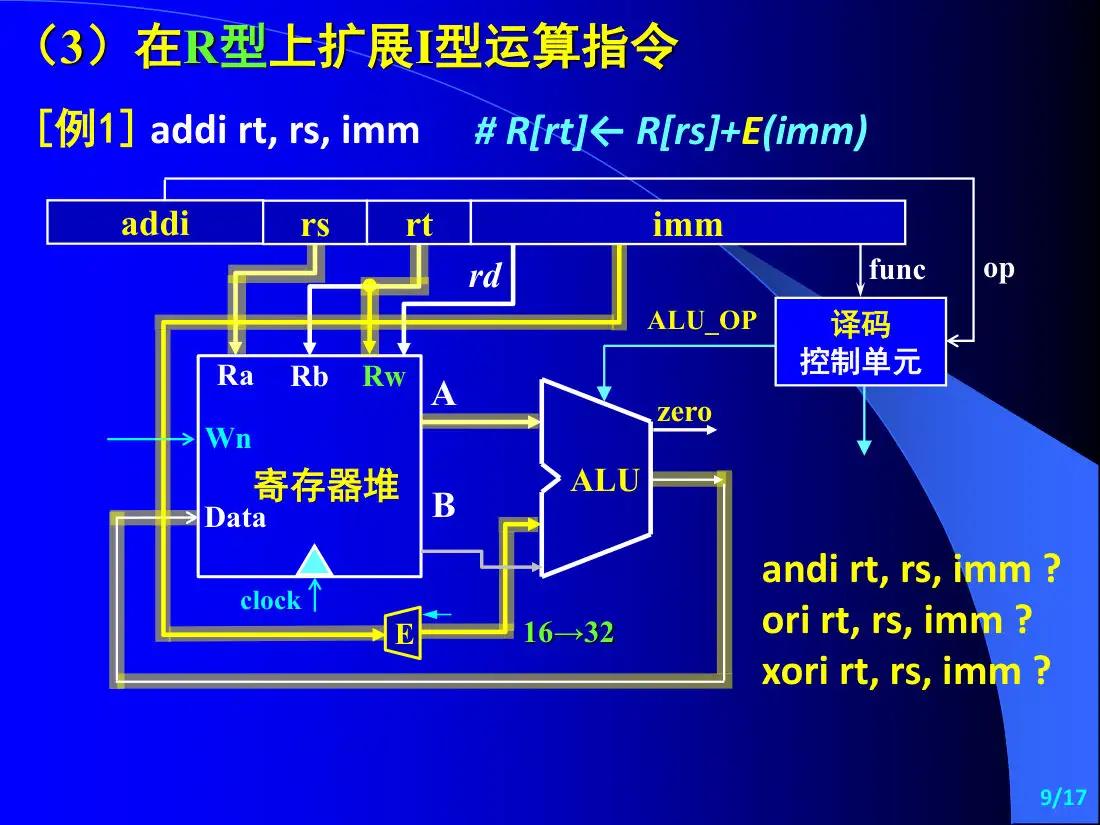 （3）在R型上扩展I型运算指令
[例1] addi rt, rs, imm # R[rt]← R[rs]+E(imm)
addi rs rt imm
rd
func
op
ALU_OP
译码
控制单元
Ra Rb Rw
A
zero
Wn
寄存器堆
ALU
B
Data
clock
E
16→32
andi rt, rs, imm ?
ori rt, rs, imm ?
xori rt, rs, imm ?
9/17